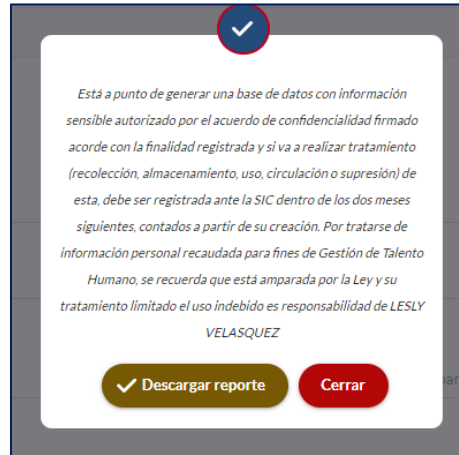 Está a punto de generar una base de datos con información
sensible autorizado por el acuerdo de confidencialidad firmado
acorde con la finalidad registrada y si va a realizar tratamiento
(recolección, almacenamiento, uso, circulación o supresión) de
esta, debe ser registrada ante la SIC dentro de los dos meses
siguientes, contados a partir de su creación. Por tratarse de
información personal recaudada para fines de Gestión de Talento
Humano, se recuerda que está amparada por la Ley y su
tratamiento limitado el uso indebido es responsabilidad de LESLY
VELASQUEZ
Descargar reporte
Cerrar